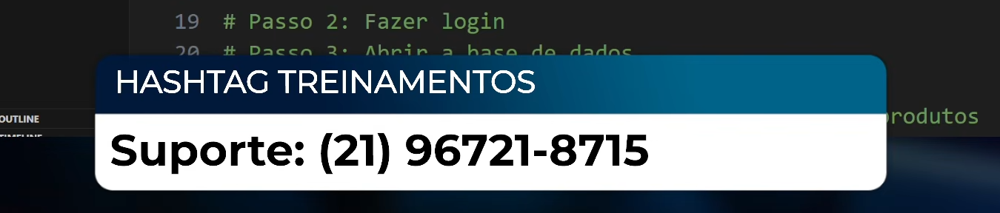 19 # Passo 2: Fazer login
20 # Passo 3: Abrir a base de dados
HASHTAG TREINAMENTOS
OUTLINE
produtos
TIMELINE
Suporte: (21) 96721-8715